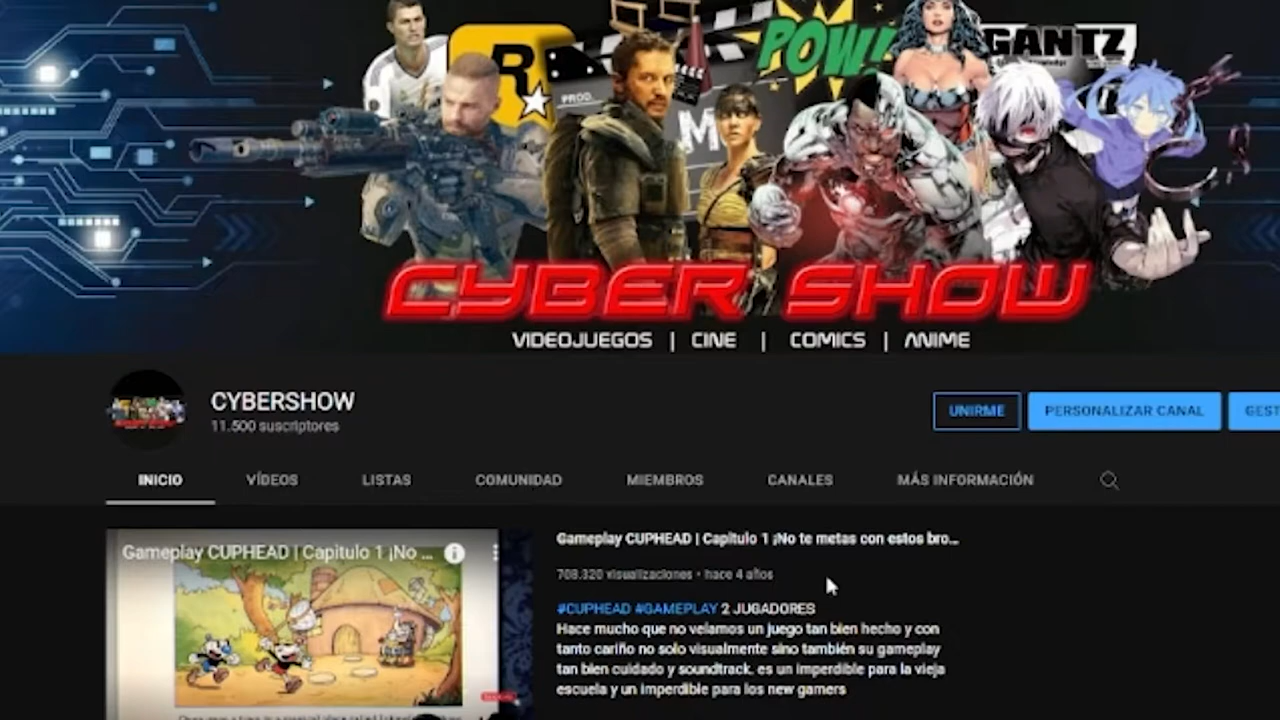 R
PROD.
M
POW!
GANTZ
CYBER SHOW
VIDEOJUEGOS | CINE | COMICS | ANIME
CYBERSHOW
11.500 suscriptores
UNIRME
PERSONALIZAR CANAL
GEST
INICIO
VÍDEOS
LISTAS
COMUNIDAD
MIEMBROS
CANALES
MÁS INFORMACIÓN
Gameplay CUPHEAD | Capitulo 1 ¡No ...
Gameplay CUPHEAD | Capitulo 1 ¡No te metas con estos bro...
708.320 visualizaciones • hace 4 años
#CUPHEAD #GAMEPLAY 2 JUGADORES
Hace mucho que no veíamos un juego tan bien hecho y con
tanto cariño no solo visualmente sino también su gameplay
tan bien cuidado y soundtrack. es un imperdible para la vieja
escuela y un imperdible para los new gamers